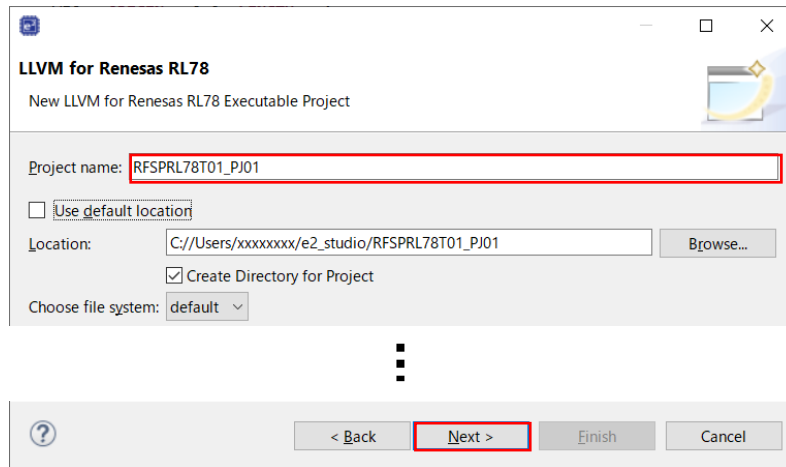 LLVM for Renesas RL78
New LLVM for Renesas RL78 Executable Project
Project name: RFSPRL78T01_PJ01
Use default location
Location: C://Users/xxxxxxxx/e2_studio/RFSPRL78T01_PJ01 Browse...
Create Directory for Project
Choose file system: default
< Back Next > Finish Cancel